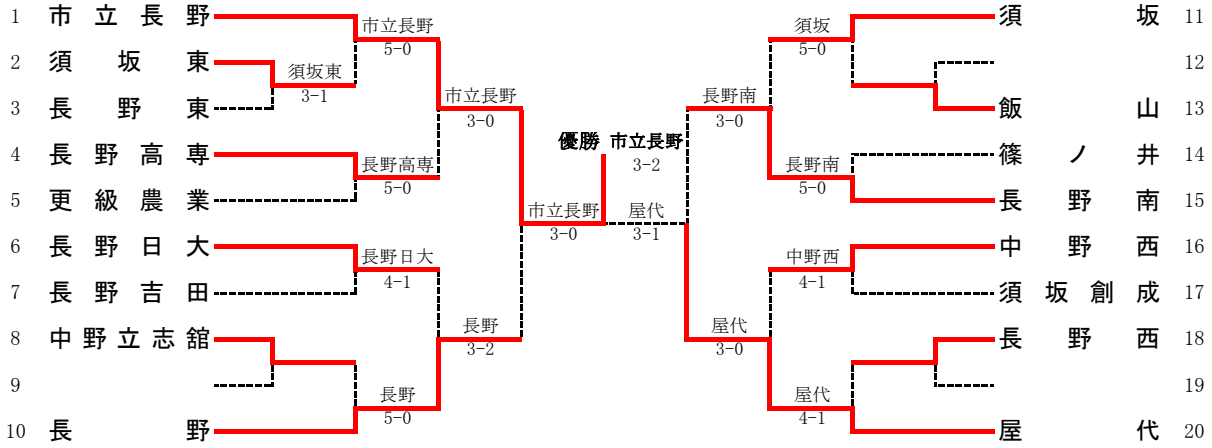 1 市立長野
2 須坂東
3 長野東
4 長野高専
5 更級農業
6 長野日大
7 長野吉田
8 中野立志舘
9
10 長野
市立長野
5-0
須坂東
3-1
長野高専
5-0
長野日大
4-1
長野
5-0
市立長野
3-0
長野
3-2
市立長野
3-0
優勝 市立長野
3-2
屋代
3-1
長野南
3-0
屋代
3-0
須坂
5-0
長野南
5-0
中野西
4-1
屋代
4-1
須坂 11
12
飯山 13
篠ノ井 14
長野南 15
中野西 16
須坂創成 17
長野西 18
19
屋代 20